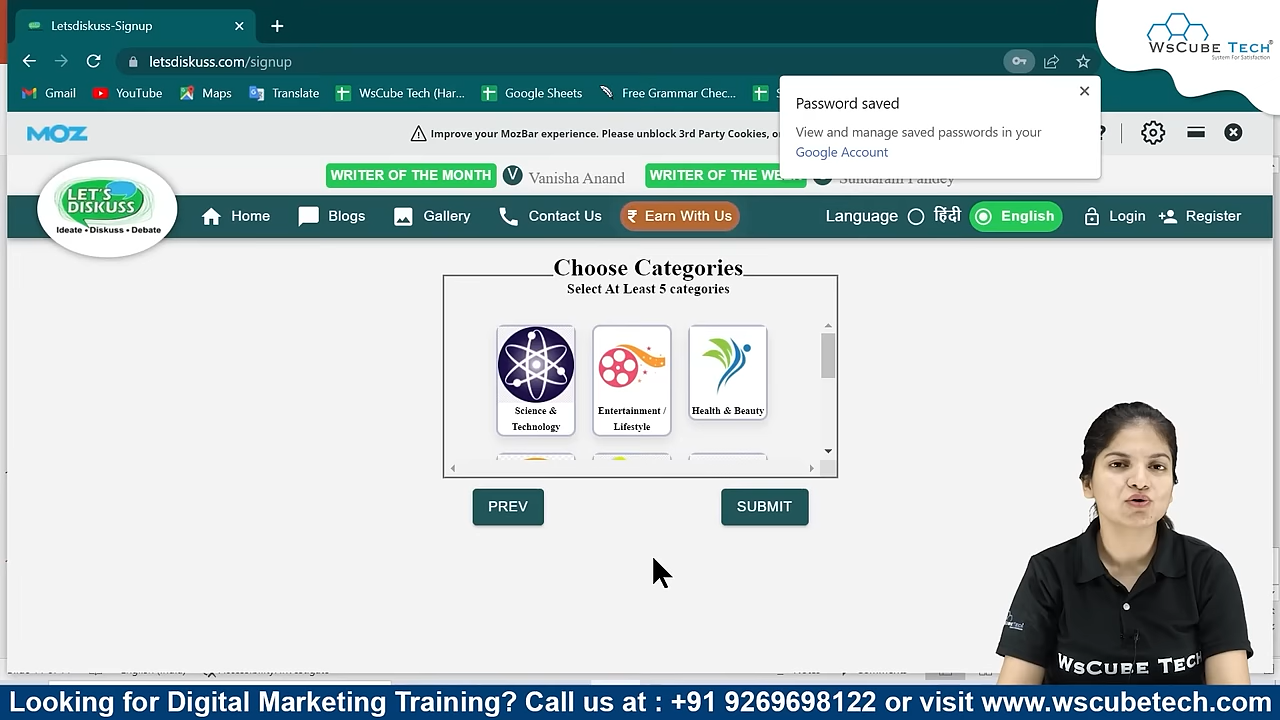 Letsdiskuss-Signup
WsCube Tech®
System For Satisfaction
letsdiskuss.com/signup
Gmail YouTube Maps Translate WsCube Tech (Har... Google Sheets Free Grammar Chec...
Password saved
View and manage saved passwords in your
Google Account
MOZ Improve your MozBar experience. Please unblock 3rd Party Cookies,
WRITER OF THE MONTH V Vanisha Anand WRITER OF THE
LET'S
DISKUSS
Ideate • Diskuss • Debate
Home Blogs Gallery Contact Us ₹ Earn With Us Language हिंदी English Login Register
Choose Categories
Select At Least 5 categories
Science &
Technology
Entertainment /
Lifestyle
Health & Beauty
PREV SUBMIT
WsCube Tech
Looking for Digital Marketing Training? Call us at : +91 9269698122 or visit www.wscubetech.com